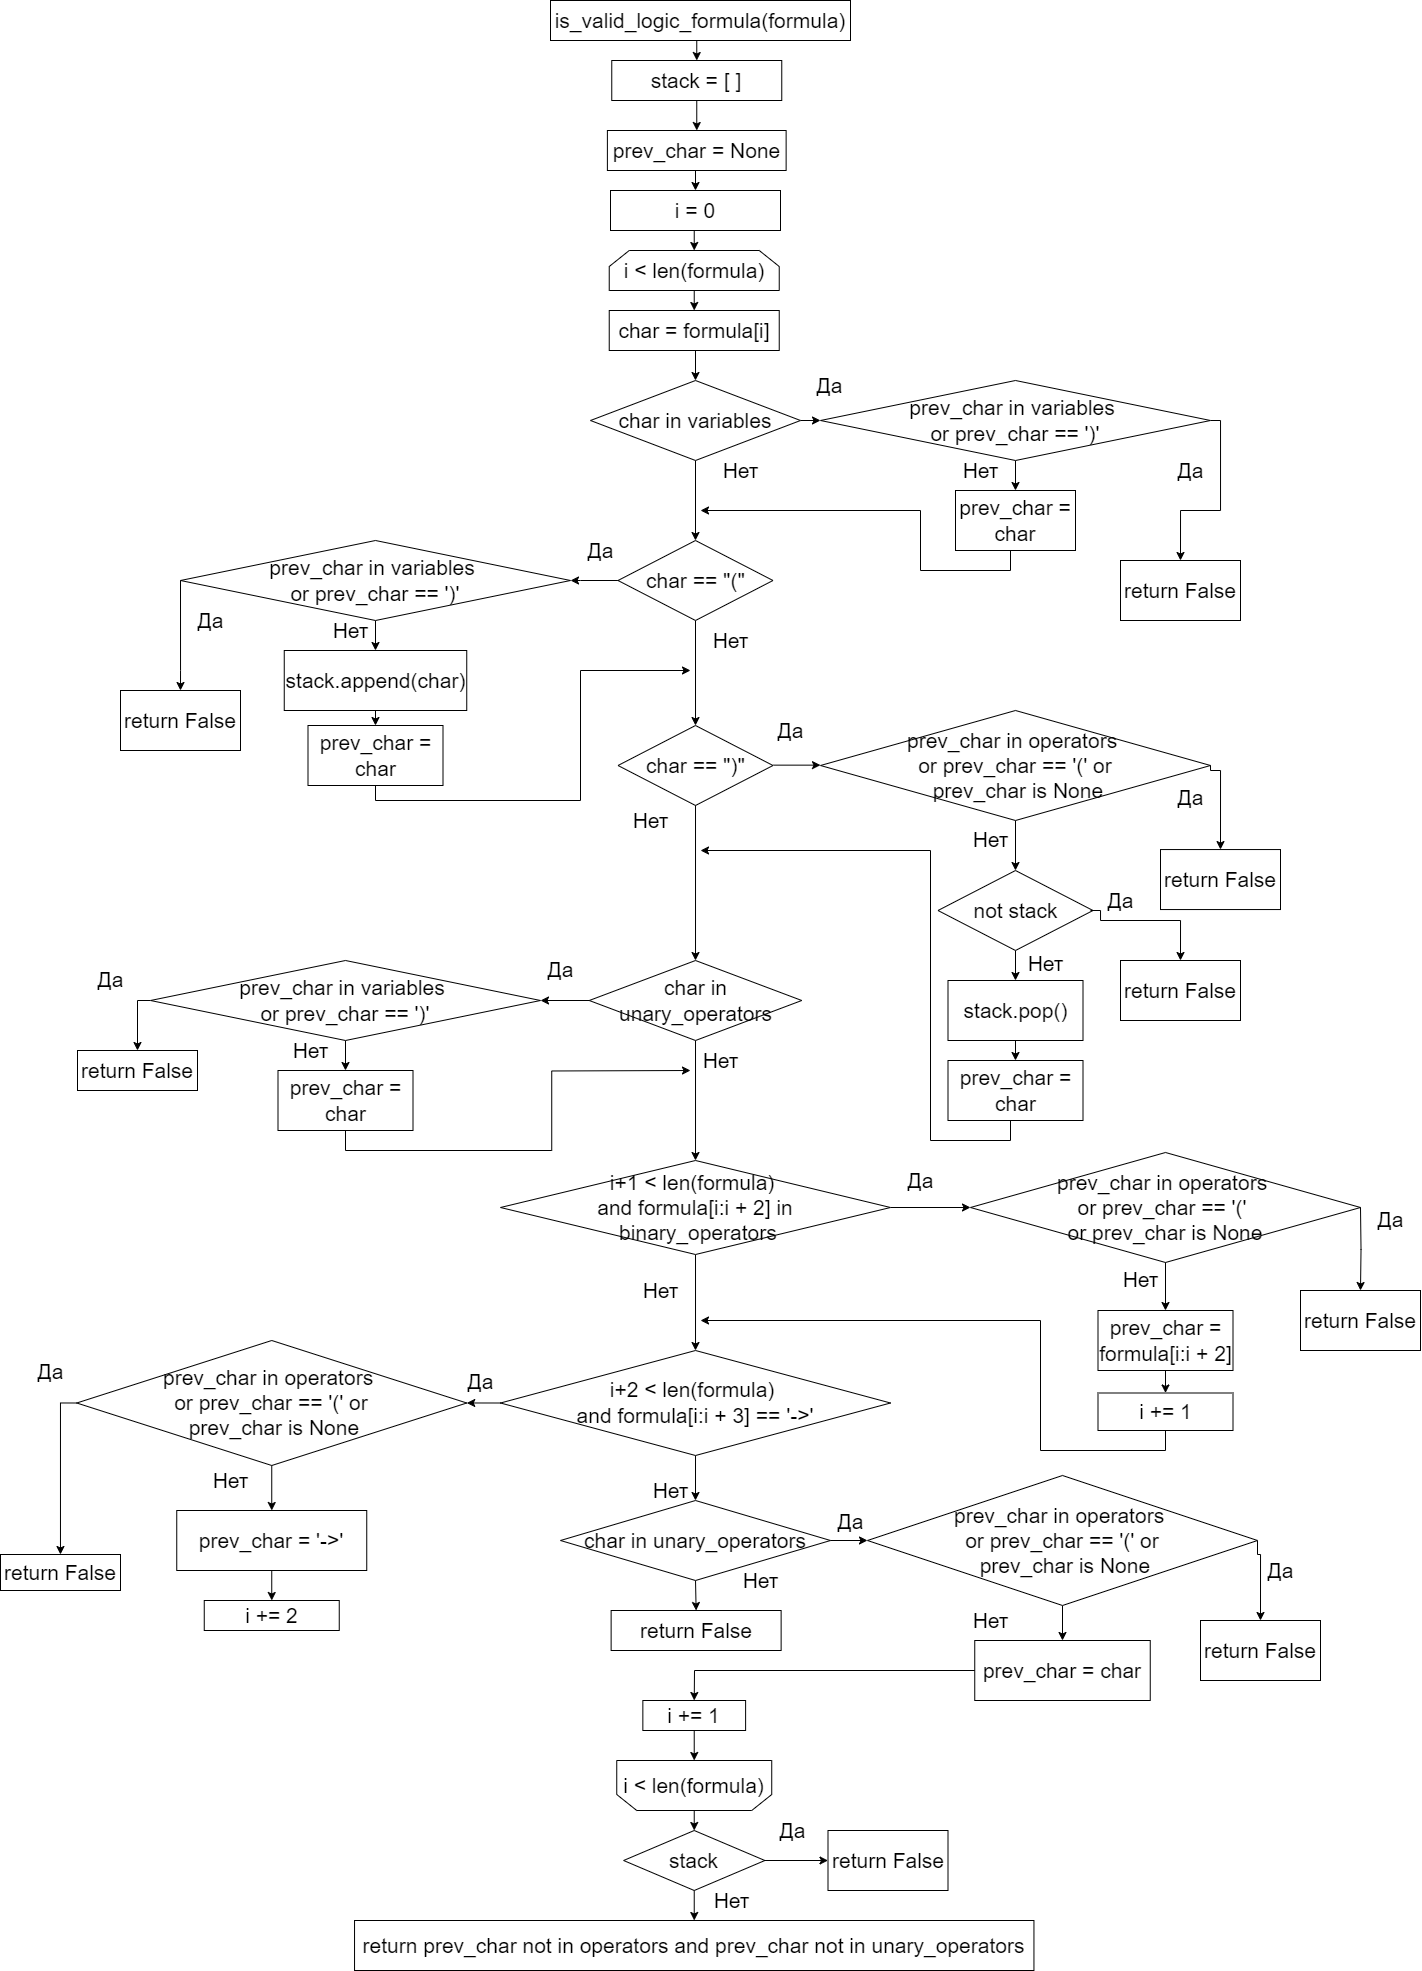 is_valid_logic_formula(formula)
stack = [ ]
prev_char = None
i = 0
i < len(formula)
char = formula[i]
char in variables
Да
prev_char in variables
or prev_char == ')'
Нет
Нет
Да
prev_char =
char
return False
char == "("
Да
prev_char in variables
or prev_char == ')'
Да
Нет
Нет
stack.append(char)
return False
prev_char =
char
char == ")"
Да
prev_char in operators
or prev_char == '(' or
prev_char is None
Да
Нет
Нет
return False
not stack
Да
Нет
return False
stack.pop()
prev_char =
char
char in
unary_operators
Да
prev_char in variables
or prev_char == ')'
Да
Нет
Нет
return False
prev_char =
char
i+1 < len(formula)
and formula[i:i + 2] in
binary_operators
Да
prev_char in operators
or prev_char == '('
or prev_char is None
Да
Нет
Нет
return False
prev_char =
formula[i:i + 2]
i += 1
i+2 < len(formula)
and formula[i:i + 3] == '->'
Да
prev_char in operators
or prev_char == '(' or
prev_char is None
Да
Нет
Нет
return False
prev_char = '->'
i += 2
char in unary_operators
Да
prev_char in operators
or prev_char == '(' or
prev_char is None
Да
Нет
Нет
return False
return False
prev_char = char
i += 1
i < len(formula)
stack
Да
return False
Нет
return prev_char not in operators and prev_char not in unary_operators